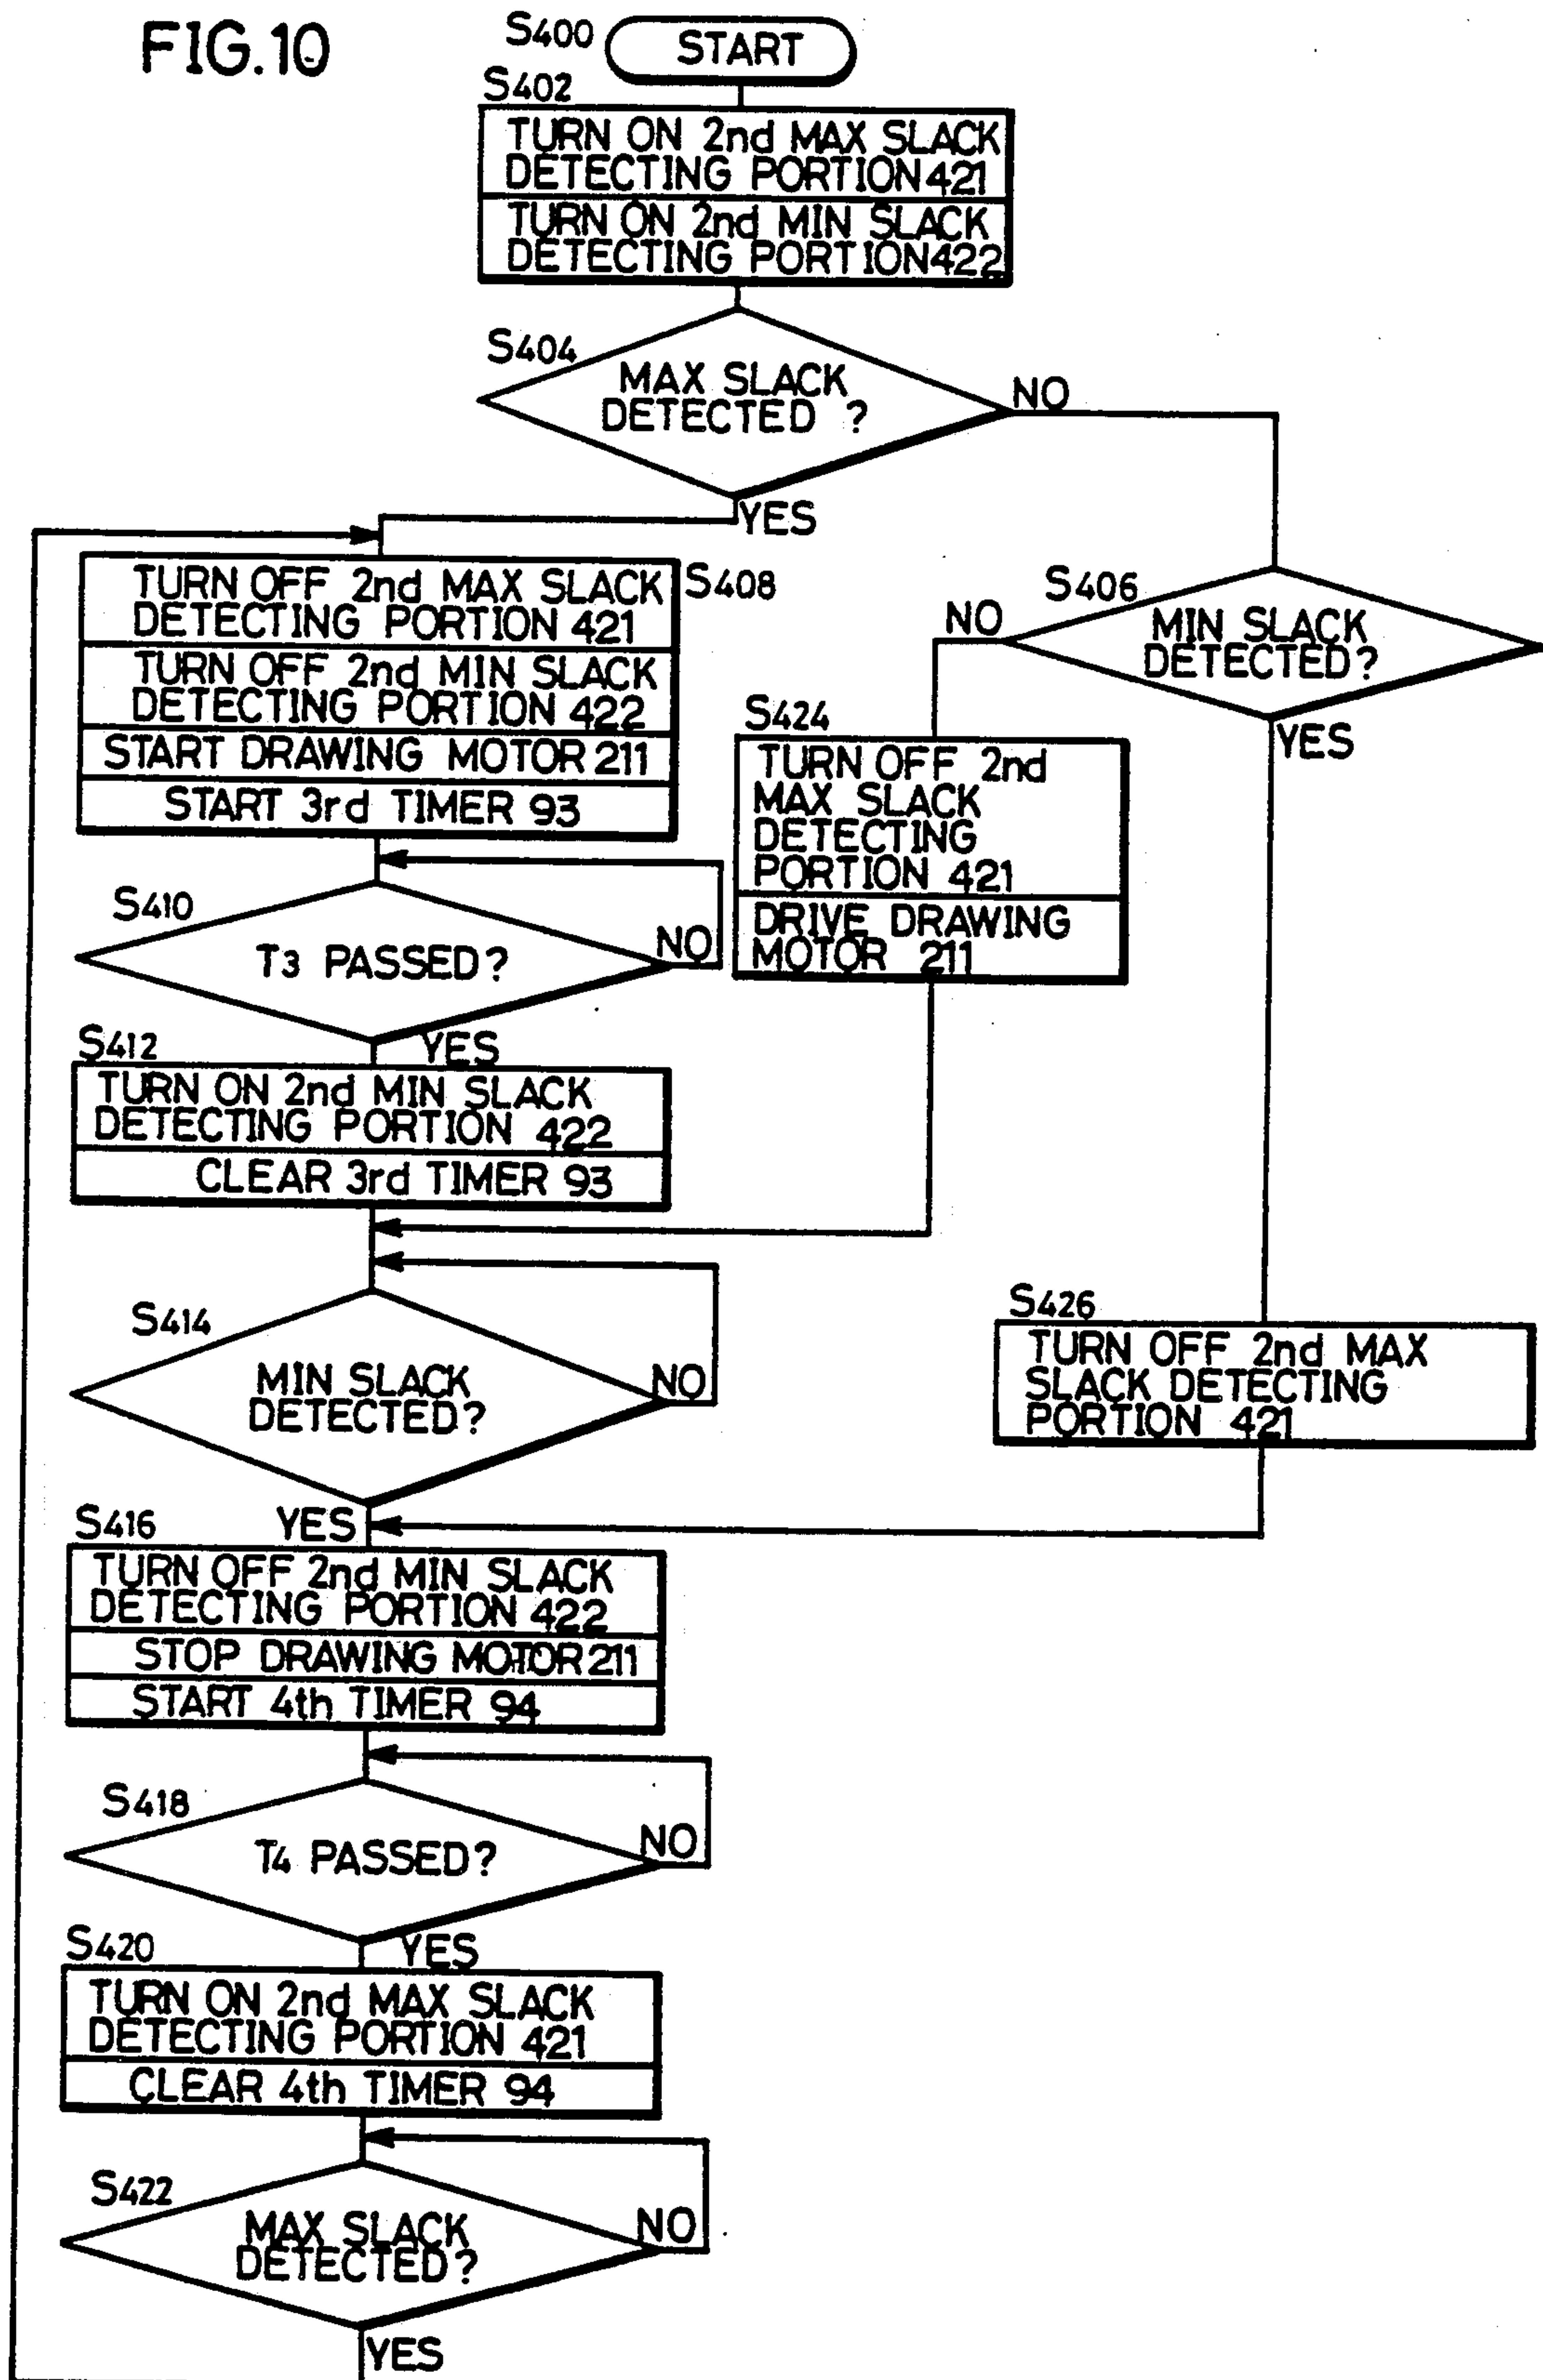 FIG.10
S400
START
S402
TURN ON 2nd MAX SLACK
DETECTING PORTION 421
TURN ON 2nd MIN SLACK
DETECTING PORTION 422
S404
MAX SLACK
DETECTED ?
NO
YES
S408
TURN OFF 2nd MAX SLACK
DETECTING PORTION 421
TURN OFF 2nd MIN SLACK
DETECTING PORTION 422
START DRAWING MOTOR 211
START 3rd TIMER 93
S406
MIN SLACK
DETECTED?
NO
YES
S424
TURN OFF 2nd
MAX SLACK
DETECTING
PORTION 421
DRIVE DRAWING
MOTOR 211
S410
T3 PASSED?
NO
YES
S412
TURN ON 2nd MIN SLACK
DETECTING PORTION 422
CLEAR 3rd TIMER 93
S414
MIN SLACK
DETECTED?
NO
YES
S426
TURN OFF 2nd MAX
SLACK DETECTING
PORTION 421
S416
TURN OFF 2nd MIN SLACK
DETECTING PORTION 422
STOP DRAWING MOTOR 211
START 4th TIMER 94
S418
T4 PASSED?
NO
YES
S420
TURN ON 2nd MAX SLACK
DETECTING PORTION 421
CLEAR 4th TIMER 94
S422
MAX SLACK
DETECTED?
NO
YES